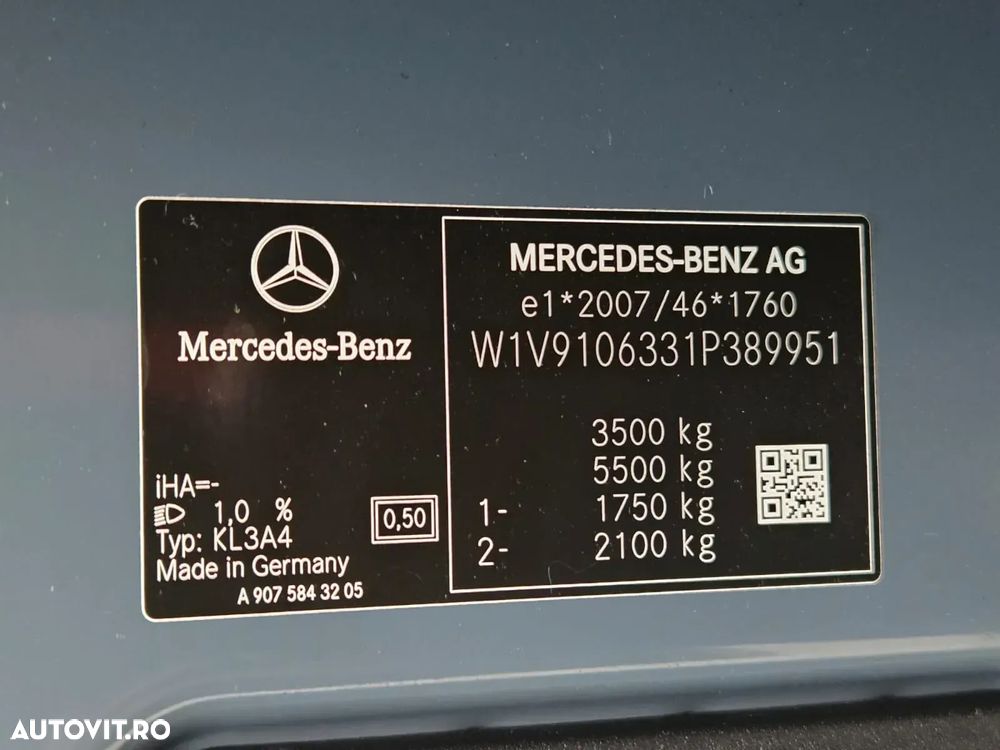 Mercedes-Benz
iHA=-
1,0 %
Typ: KL3A4
Made in Germany
A 907 584 32 05
0,50
MERCEDES-BENZ AG
e1*2007/46*1760
W1V9106331P389951
3500 kg
5500 kg
1- 1750 kg
2- 2100 kg
AUTOVIT.RO